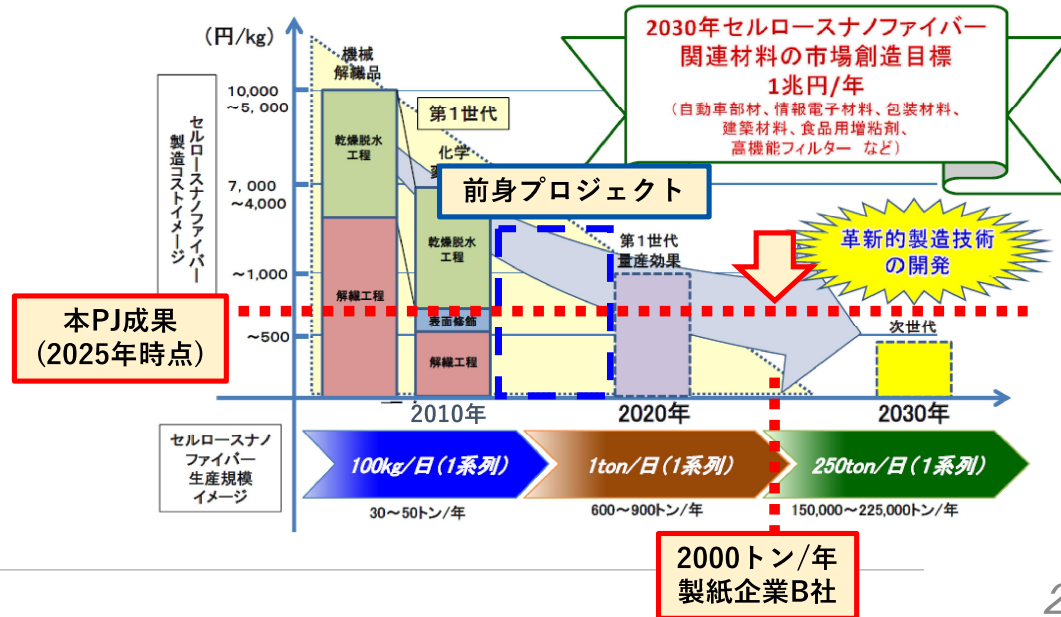 (円/kg)
機械
解繊品
2030年セルロースナノファイバー
関連材料の市場創造目標
1兆円/年
(自動車部材、情報電子材料、包装材料、
建築材料、食品用増粘剤、
高機能フィルター など)
10,000
～5,000
第1世代
セルロースナノファイバー
製造コストイメージ
乾燥脱水
工程
化学
前身プロジェクト
7,000
～4,000
乾燥脱水
工程
第1世代
量産効果
革新的製造技術
の開発
～1,000
解繊工程
本PJ成果
(2025年時点)
表面修飾
～500
次世代
解繊工程
2010年
2020年
2030年
セルロースナノ
ファイバー
生産規模
イメージ
100kg/日(1系列)
1ton/日(1系列)
250ton/日(1系列)
30～50トン/年
600～900トン/年
150,000～225,000トン/年
2000トン/年
製紙企業B社
2